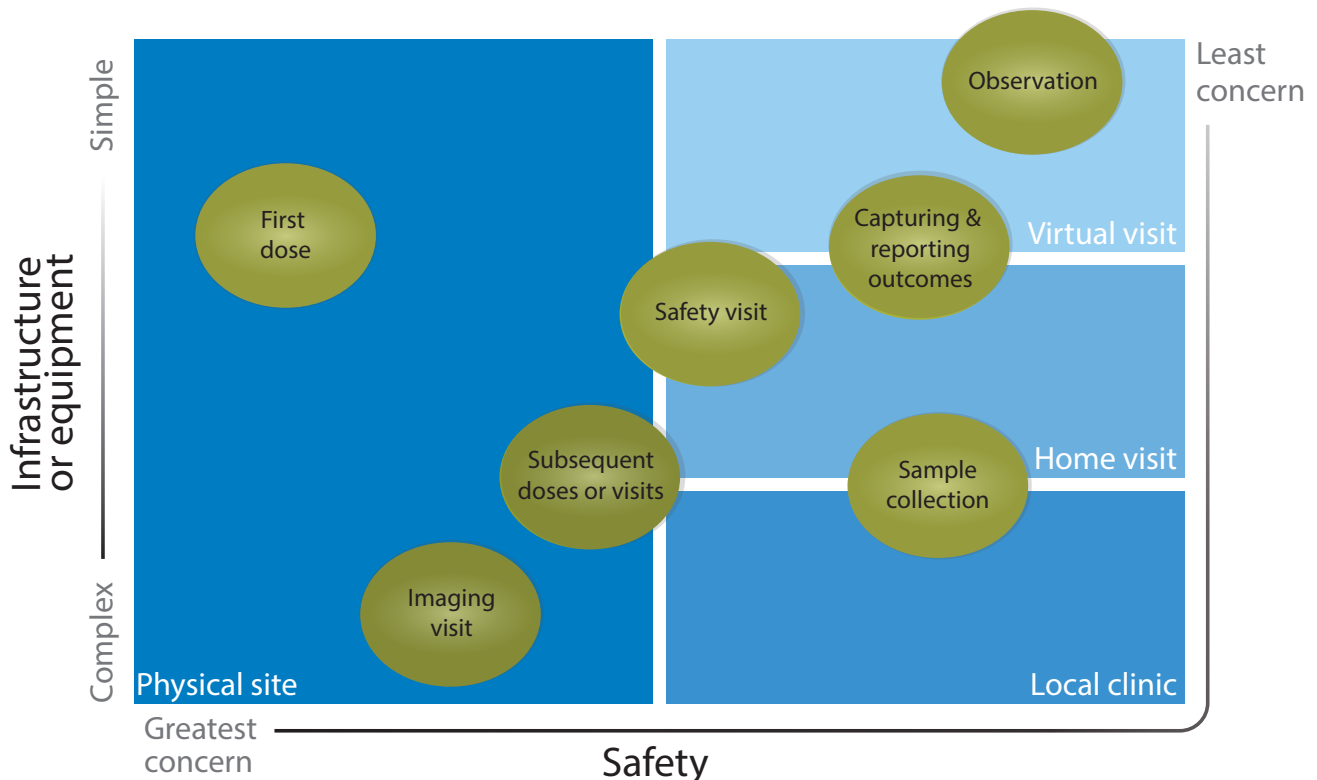 Simple
Infrastructure
or equipment
Complex
Observation
Least
concern
First
dose
Capturing &
reporting
outcomes
Virtual visit
Safety visit
Subsequent
doses or visits
Sample
collection
Home visit
Imaging
visit
Physical site
Local clinic
Greatest
concern
Safety